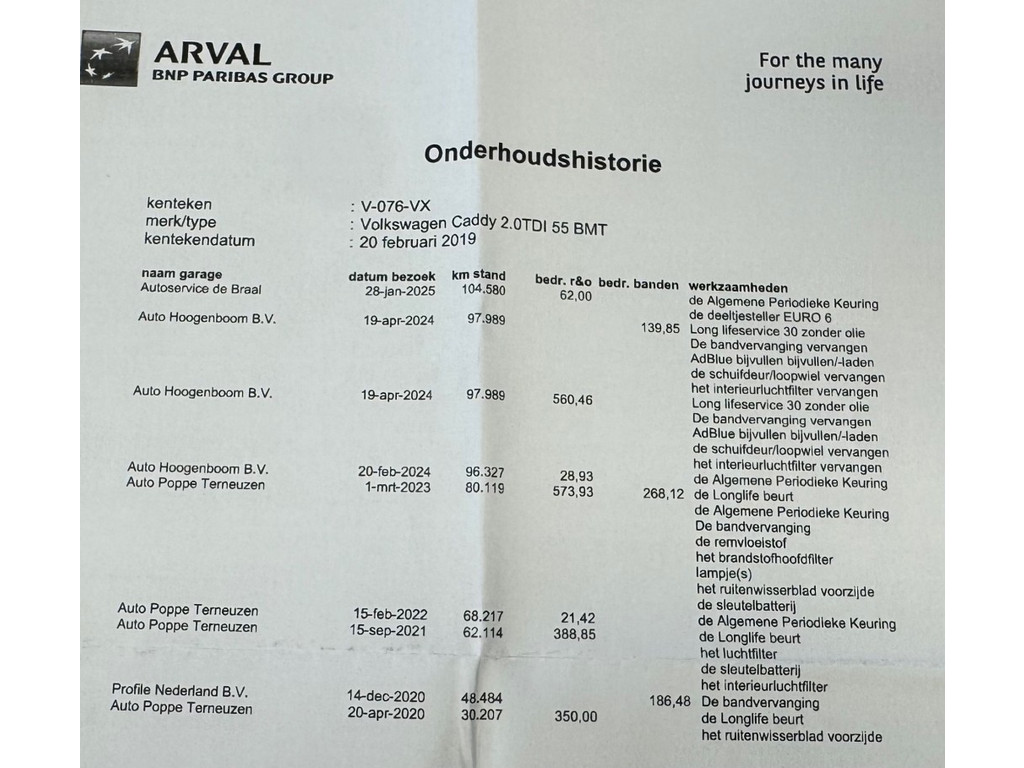 ARVAL
BNP PARIBAS GROUP
For the many
journeys in life
Onderhoudshistorie
kenteken : V-076-VX
merk/type : Volkswagen Caddy 2.0TDI 55 BMT
kentekendatum : 20 februari 2019
naam garage datum bezoek km stand bedr. r&o bedr. banden werkzaamheden
Autoservice de Braal 28-jan-2025 104.580 62,00 de Algemene Periodieke Keuring
de deeltjesteller EURO 6
Auto Hoogenboom B.V. 19-apr-2024 97.989 139,85 Long lifeservice 30 zonder olie
De bandvervanging vervangen
AdBlue bijvullen bijvullen/-laden
de schuifdeur/loopwiel vervangen
het interieurluchtfilter vervangen
Auto Hoogenboom B.V. 19-apr-2024 97.989 560,46 Long lifeservice 30 zonder olie
De bandvervanging vervangen
AdBlue bijvullen bijvullen/-laden
de schuifdeur/loopwiel vervangen
het interieurluchtfilter vervangen
Auto Hoogenboom B.V. 20-feb-2024 96.327 28,93 de Algemene Periodieke Keuring
Auto Poppe Terneuzen 1-mrt-2023 80.119 573,93 268,12 de Longlife beurt
de Algemene Periodieke Keuring
De bandvervanging
de remvloeistof
het brandstofhoofdfilter
lampje(s)
het ruitenwisserblad voorzijde
de sleutelbatterij
Auto Poppe Terneuzen 15-feb-2022 68.217 21,42 de Algemene Periodieke Keuring
Auto Poppe Terneuzen 15-sep-2021 62.114 388,85 de Longlife beurt
het luchtfilter
de sleutelbatterij
het interieurluchtfilter
Profile Nederland B.V. 14-dec-2020 48.484 186,48 De bandvervanging
Auto Poppe Terneuzen 20-apr-2020 30.207 350,00 de Longlife beurt
het ruitenwisserblad voorzijde